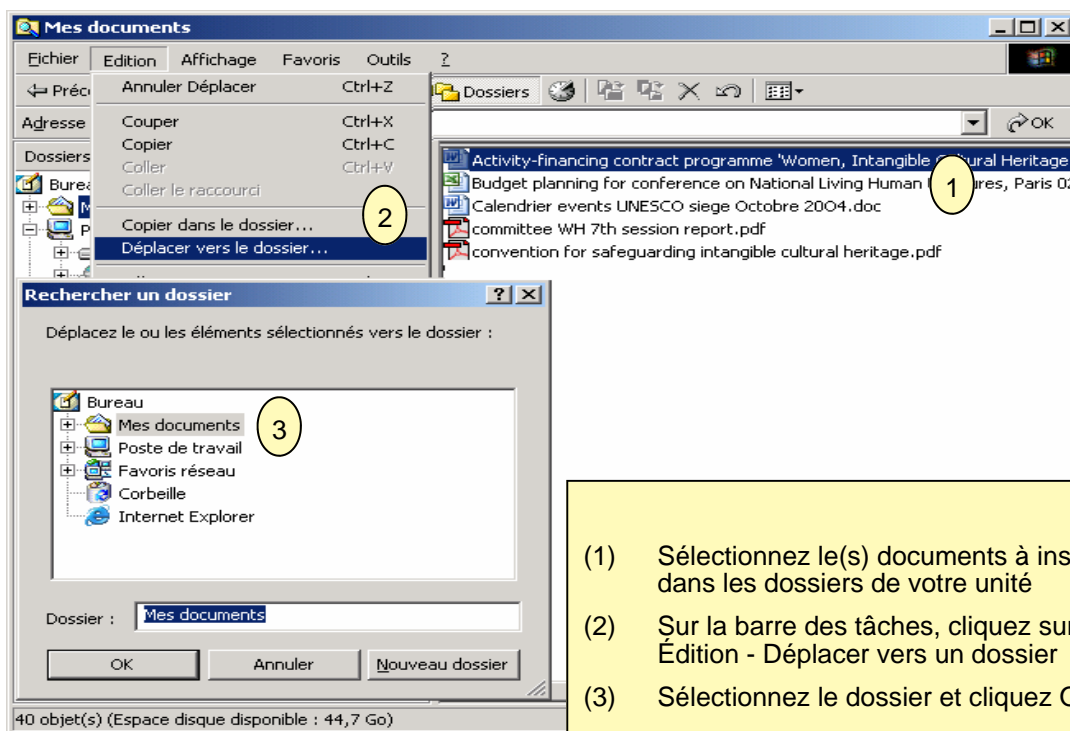 Mes documents
Fichier Edition Affichage Favoris Outils ?
Préc Dossiers
Annuler Déplacer Ctrl+Z
Adresse OK
Couper Ctrl+X
Copier Ctrl+C
Coller Ctrl+V
Coller le raccourci
Copier dans le dossier...
Déplacer vers le dossier...
2
Dossiers
Burea
M
P
Activity-financing contract programme 'Women, Intangible Cultural Heritage
Budget planning for conference on National Living Human ures, Paris 02
Calendrier events UNESCO siege Octobre 2004.doc
committee WH 7th session report.pdf
convention for safeguarding intangible cultural heritage.pdf
1
Rechercher un dossier
Déplacez le ou les éléments sélectionnés vers le dossier :
Bureau
Mes documents
Poste de travail
Favoris réseau
Corbeille
Internet Explorer
3
Dossier : Mes documents
OK Annuler Nouveau dossier
40 objet(s) (Espace disque disponible : 44,7 Go)
(1) Sélectionnez le(s) documents à ins
dans les dossiers de votre unité
(2) Sur la barre des tâches, cliquez sur
Édition - Déplacer vers un dossier
(3) Sélectionnez le dossier et cliquez O